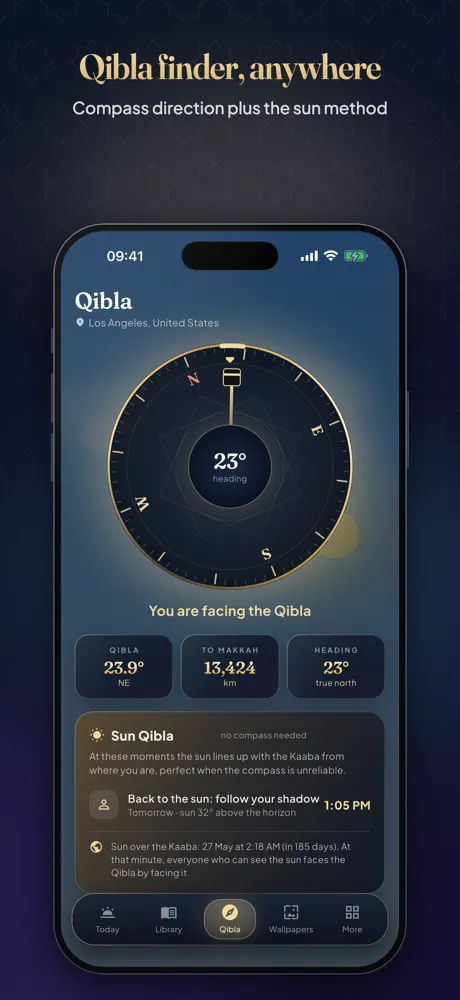 Qibla finder, anywhere
Compass direction plus the sun method
09:41
Qibla
Los Angeles, United States
N
E
W
S
23°
heading
You are facing the Qibla
QIBLA
23.9°
NE
TO MAKKAH
13,424
km
HEADING
23°
true north
Sun Qibla
no compass needed
At these moments the sun lines up with the Kaaba from
where you are, perfect when the compass is unreliable.
Back to the sun: follow your shadow
1:05 PM
Tomorrow · sun 32° above the horizon
Sun over the Kaaba: 27 May at 2:18 AM (in 185 days). At
that minute, everyone who can see the sun faces the
Qibla by facing it.
Today
Library
Qibla
Wallpapers
More